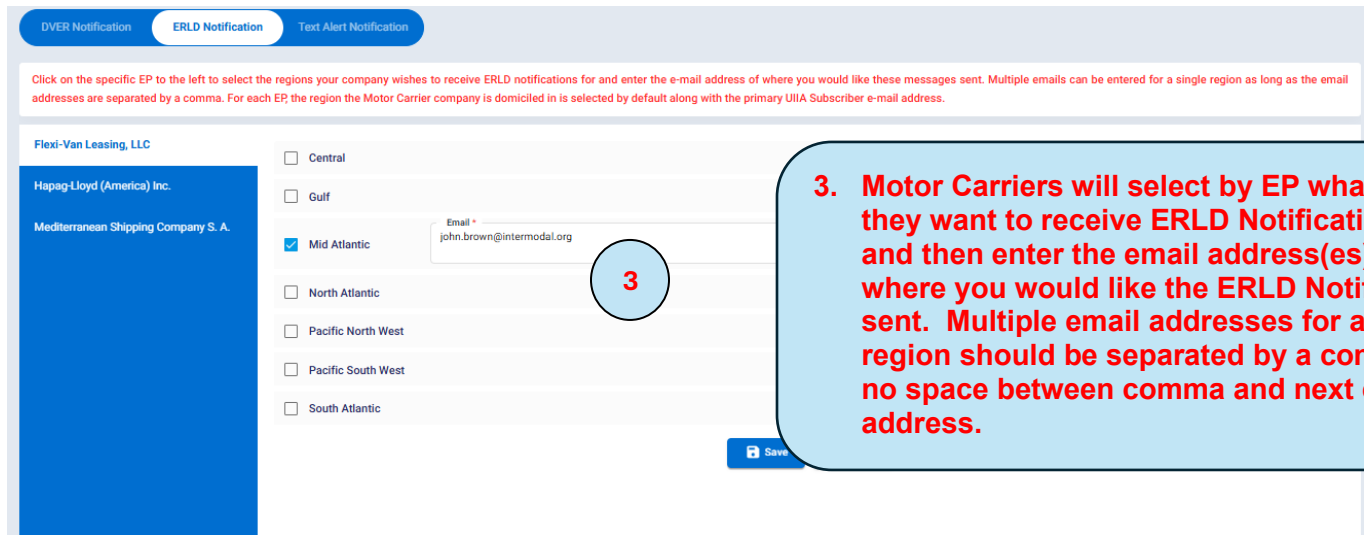 DVER Notification
ERLD Notification
Text Alert Notification
Click on the specific EP to the left to select the regions your company wishes to receive ERLD notifications for and enter the e-mail address of where you would like these messages sent. Multiple emails can be entered for a single region as long as the email
addresses are separated by a comma. For each EP, the region the Motor Carrier company is domiciled in is selected by default along with the primary UIIA Subscriber e-mail address.
Flexi-Van Leasing, LLC
Hapag-Lloyd (America) Inc.
Mediterranean Shipping Company S. A.
Central
Gulf
Mid Atlantic
Email *
john.brown@intermodal.org
North Atlantic
Pacific North West
Pacific South West
South Atlantic
Save
3
3. Motor Carriers will select by EP
they want to receive ERLD
and then enter the email address(es)
where you would like the ERLD
sent. Multiple email addresses for a
region should be separated by a
no space between comma and next
address.